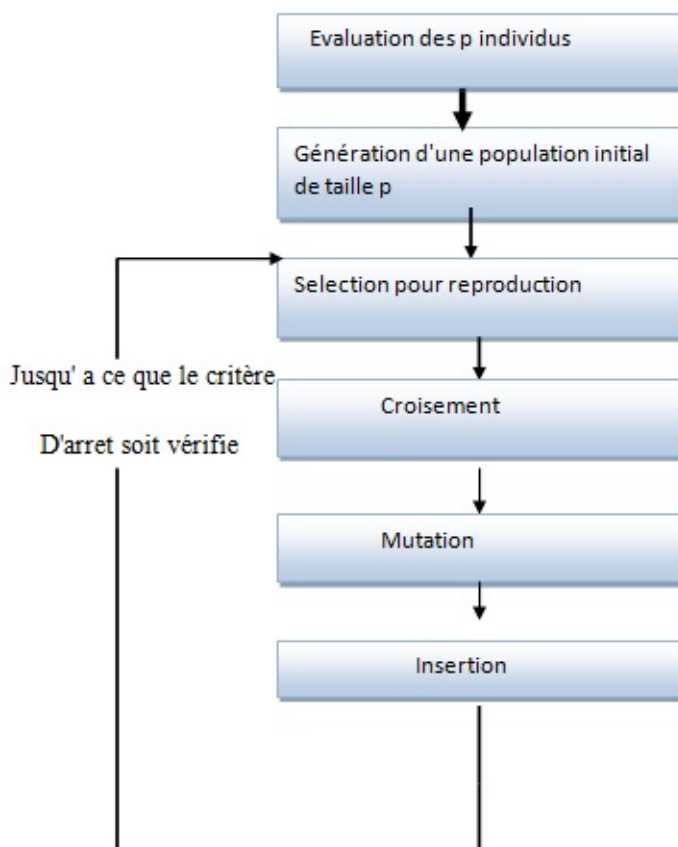 Evaluation des p individus
Génération d'une population initial
de taille p
Selection pour reproduction
Jusqu' a ce que le critère
D'arret soit vérifie
Croisement
Mutation
Insertion